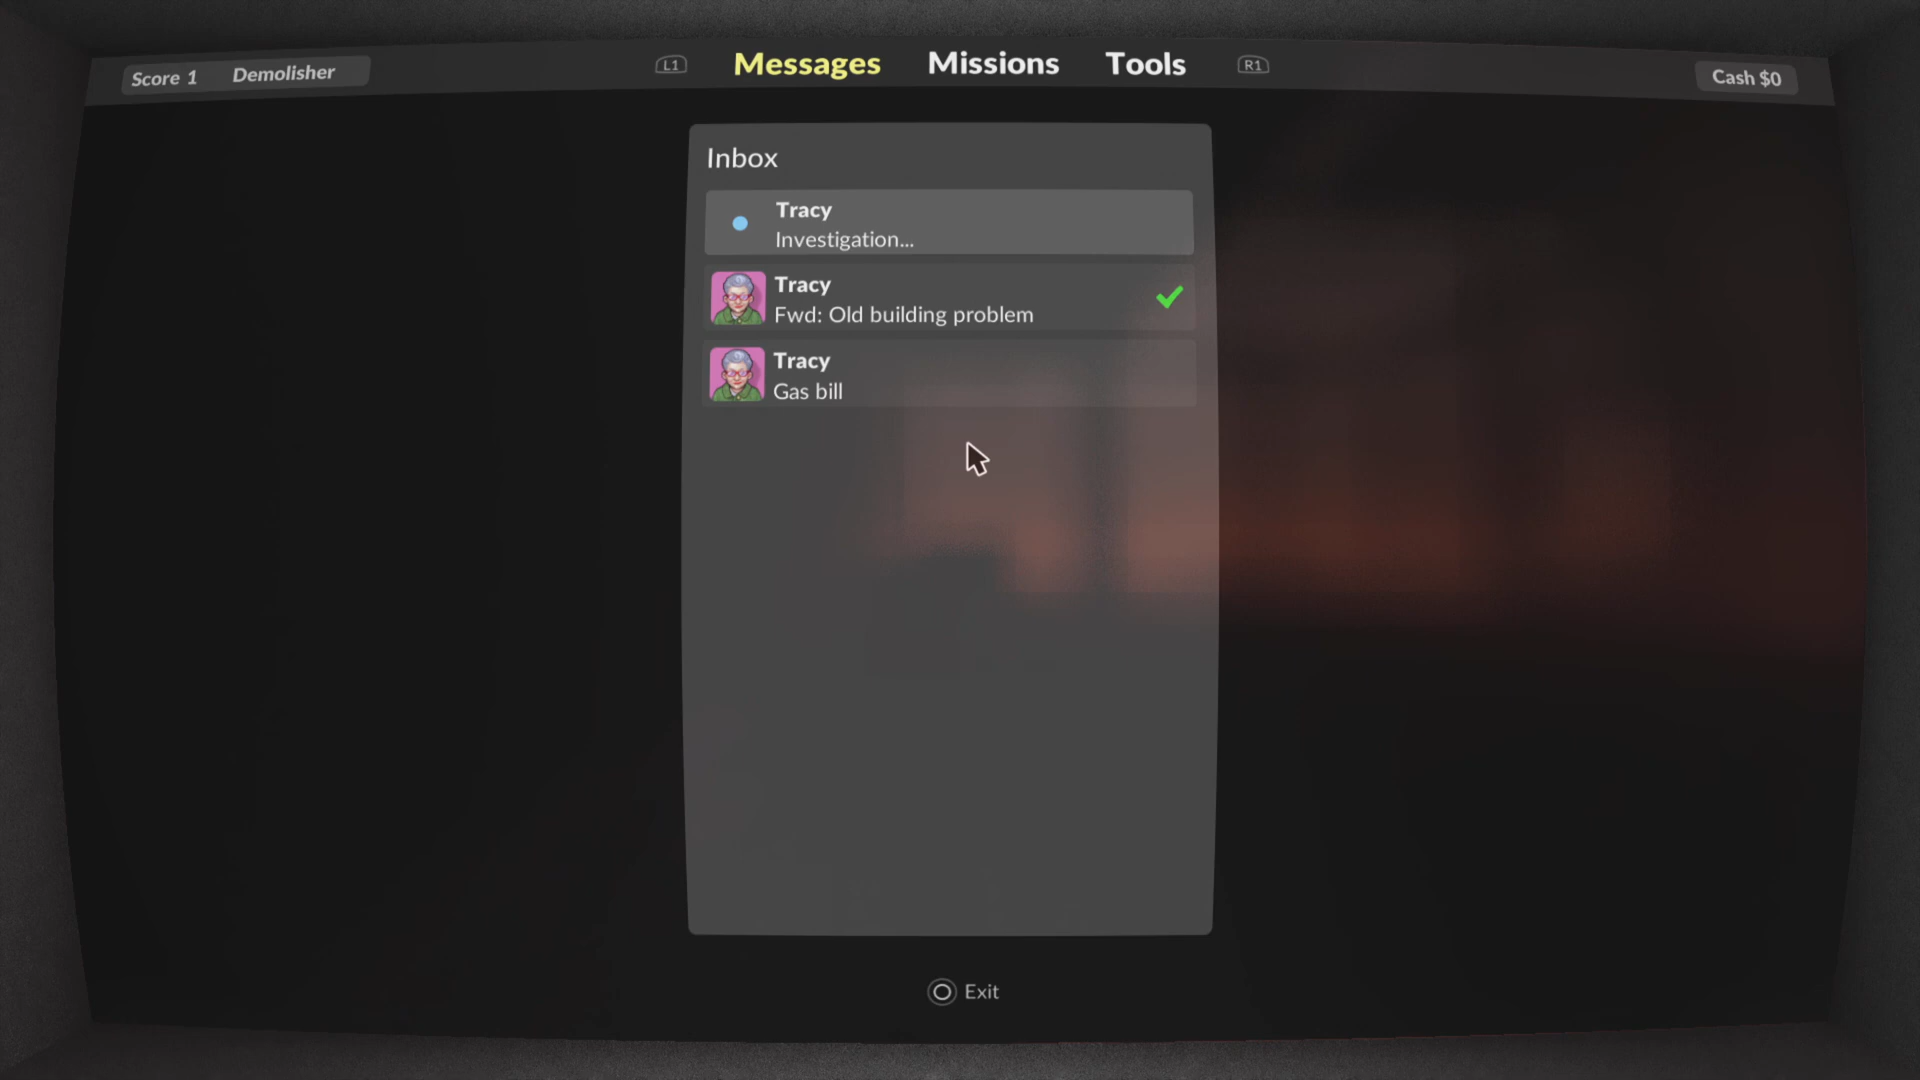 Score 1 Demolisher
L1 Messages Missions Tools R1
Cash $0
Inbox
Tracy
Investigation...
Tracy
Fwd: Old building problem
Tracy
Gas bill
Exit